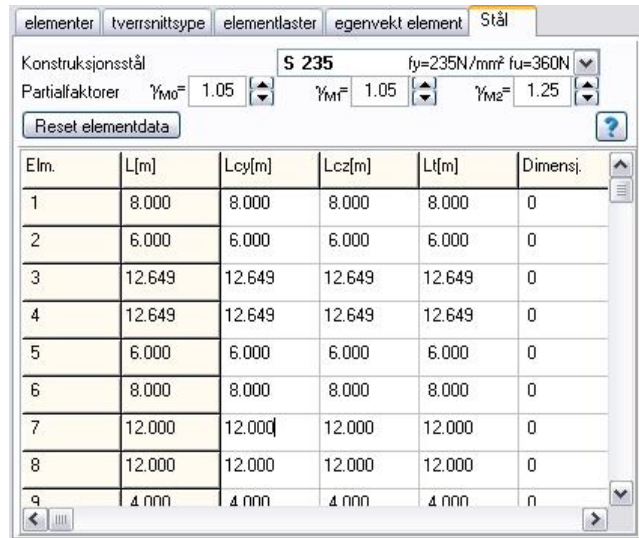 elementer tverrsnittsype elementlaster egenvekt element Stål
Konstruksjonsstål S 235 fy=235N/mm² fu=360N
Partialfaktorer γM0= 1.05 γM1= 1.05 γM2= 1.25
Reset elementdata ?
Elm. L[m] Lcy[m] Lcz[m] Lt[m] Dimensj.
1 8.000 8.000 8.000 8.000 0
2 6.000 6.000 6.000 6.000 0
3 12.649 12.649 12.649 12.649 0
4 12.649 12.649 12.649 12.649 0
5 6.000 6.000 6.000 6.000 0
6 8.000 8.000 8.000 8.000 0
7 12.000 12.000 12.000 12.000 0
8 12.000 12.000 12.000 12.000 0
9 4.000 4.000 4.000 4.000 0